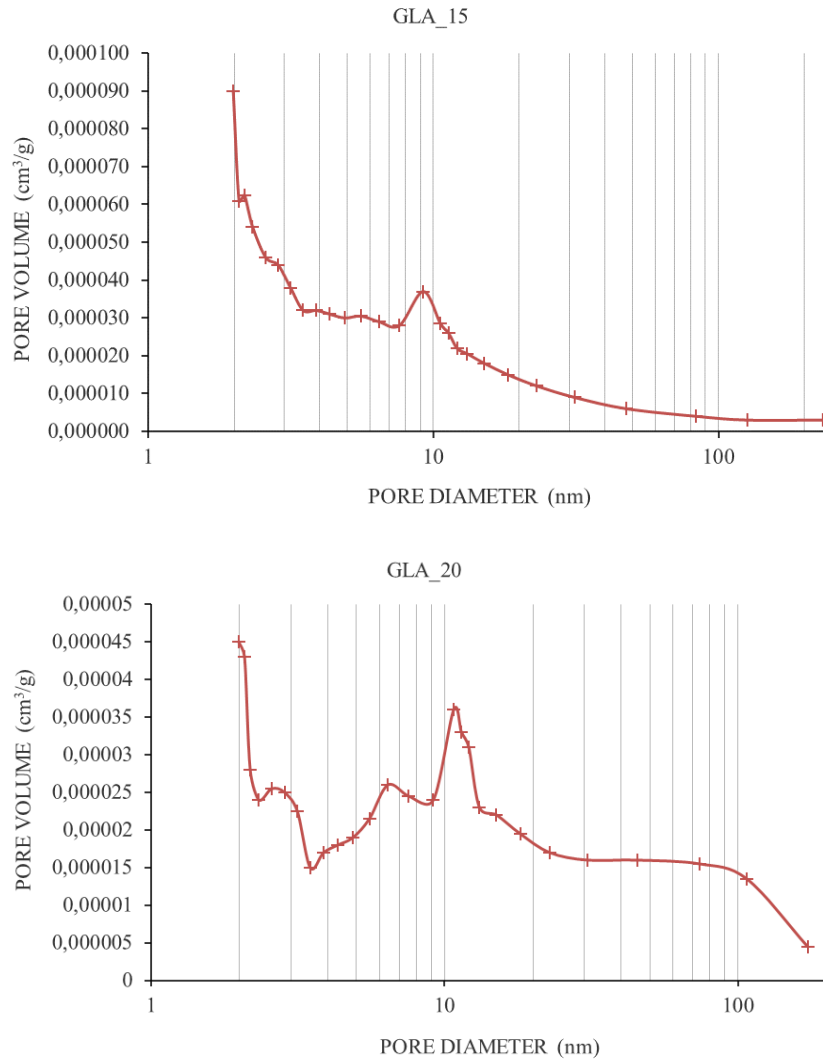 GLA_15
0,000100
0,000090
0,000080
0,000070
0,000060
0,000050
0,000040
0,000030
0,000020
0,000010
0,000000
PORE VOLUME (cm³/g)
1 10 100
PORE DIAMETER (nm)
GLA_20
0,00005
0,000045
0,00004
0,000035
0,00003
0,000025
0,00002
0,000015
0,00001
0,000005
0
PORE VOLUME (cm³/g)
1 10 100
PORE DIAMETER (nm)